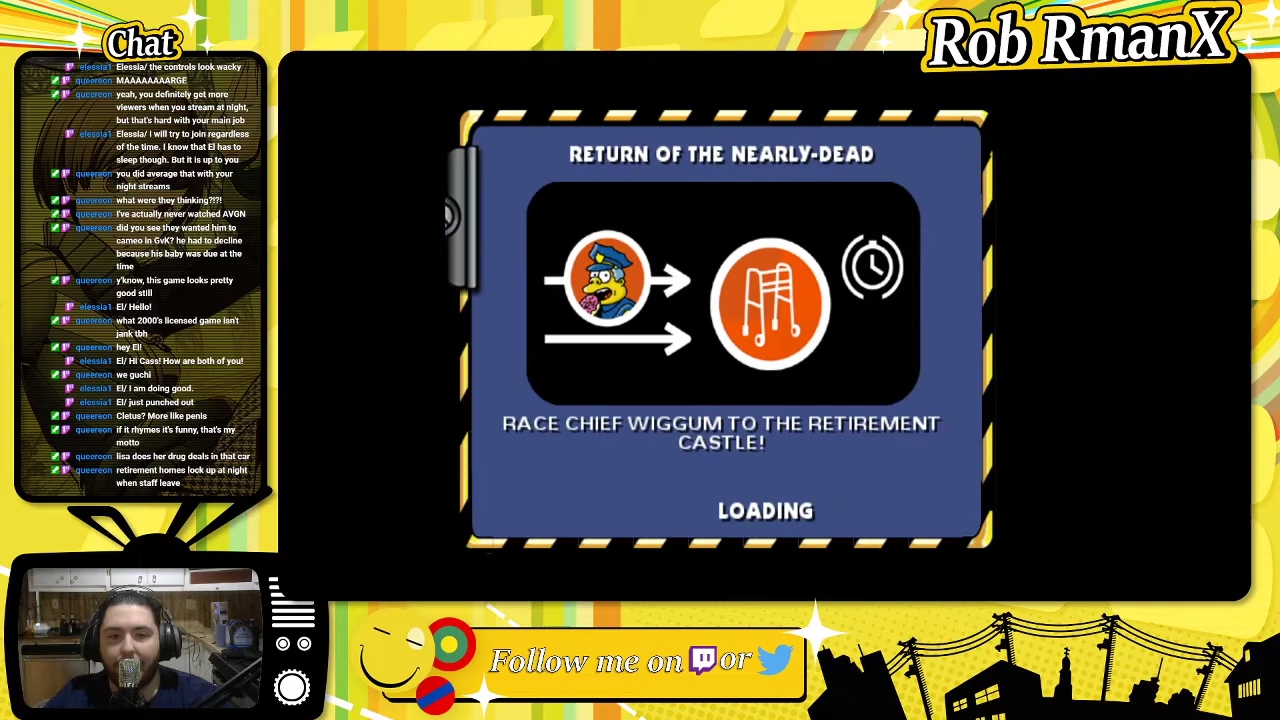 Chat
elessia1 Elessia/ the controls look wacky
queereon AAAAAAAAARGF
queereon yeah, you definitely get more
viewers when you stream at night,
but that's hard with your main job
elessia1 Elessia/ I will try to join regardless
of the time. I know that El has to
sleep though so it is up to you
queereon you did average then with your
night streams
queereon what were they thinking?!?!
queereon I've actually never watched AVGN
queereon did you see they wanted him to
cameo in GvK? he had to decline
because his baby was due at the
time
queereon y'know, this game looks pretty
good still
elessia1 El/ Hello!
queereon what 2000's licensed game isn't
jank tbh
queereon hey El!
elessia1 El/ Hi Cass! How are both of you!
queereon we guchi
elessia1 El/ I am doing good.
elessia1 El/ just punched out
queereon Cletus? More like penis
queereon if it rhymes it's funny, that's my
motto
queereon lisa does her drug deals in that car
queereon retirement homes lock up at night
when staff leave
Rob RmanX
RETURN OF THE NEARLY-DEAD
RACE CHIEF WIGGUM TO THE RETIREMENT
CASTLE!
LOADING
Follow me on or